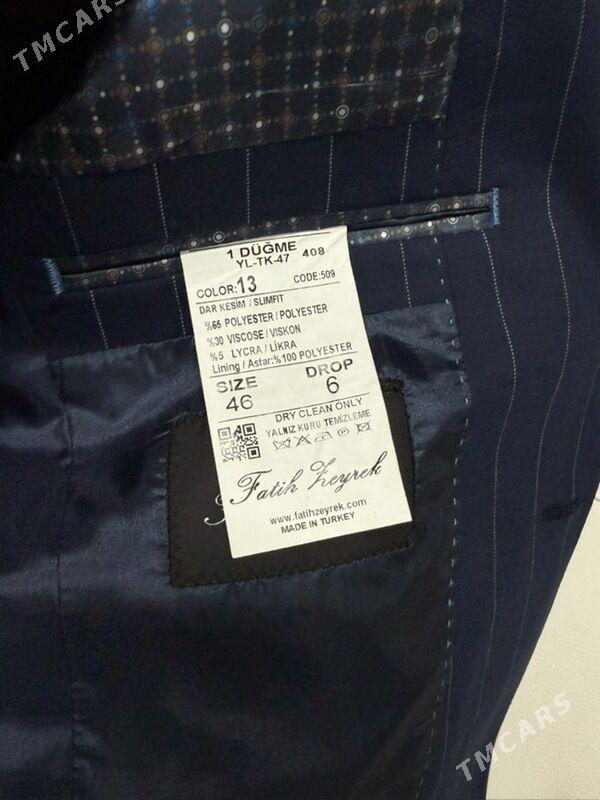 TMCARS
1 DÜĞME
YL-TK-47 408
COLOR:13 CODE:509
DAR KESİM / SLIMFIT
%65 POLYESTER / POLYESTER
%30 VISCOSE / VISKON
%5 LYCRA / LİKRA
Lining / Astar:%100 POLYESTER
SIZE DROP
46 6
DRY CLEAN ONLY
YALNIZ KURU TEMİZLEME
Fatih Zeyrek
www.fatihzeyrek.com
MADE IN TURKEY
TMCARS